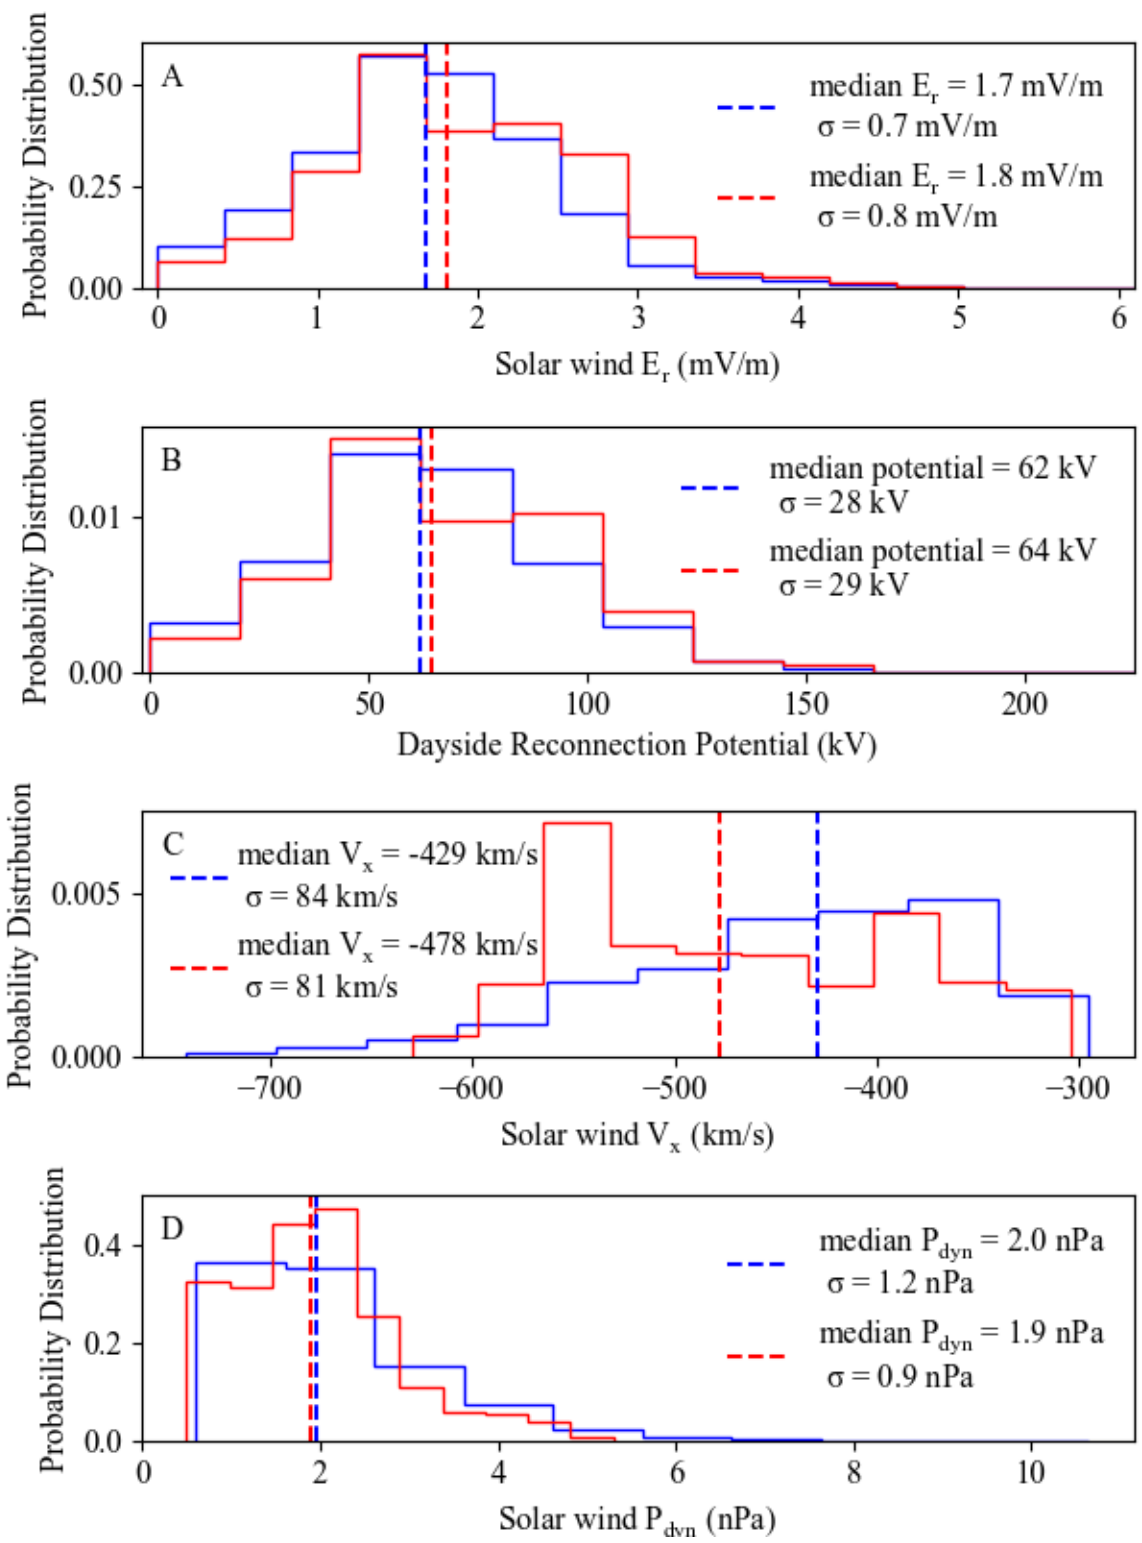 Probability Distribution
0.50
0.25
0.00
A
median E_r = 1.7 mV/m
σ = 0.7 mV/m
median E_r = 1.8 mV/m
σ = 0.8 mV/m
0 1 2 3 4 5 6
Solar wind E_r (mV/m)
Probability Distribution
0.01
0.00
B
median potential = 62 kV
σ = 28 kV
median potential = 64 kV
σ = 29 kV
0 50 100 150 200
Dayside Reconnection Potential (kV)
Probability Distribution
0.005
0.000
C
median V_x = -429 km/s
σ = 84 km/s
median V_x = -478 km/s
σ = 81 km/s
−700 −600 −500 −400 −300
Solar wind V_x (km/s)
Probability Distribution
0.4
0.2
0.0
D
median P_dyn = 2.0 nPa
σ = 1.2 nPa
median P_dyn = 1.9 nPa
σ = 0.9 nPa
0 2 4 6 8 10
Solar wind P_dyn (nPa)